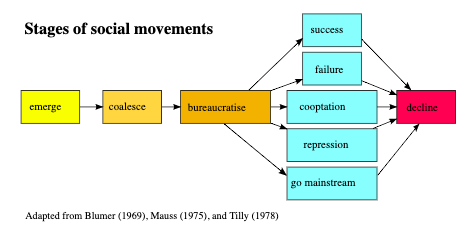 Stages of social movements
success
failure
emerge
coalesce
bureaucratise
cooptation
decline
repression
go mainstream
Adapted from Blumer (1969), Mauss (1975), and Tilly (1978)